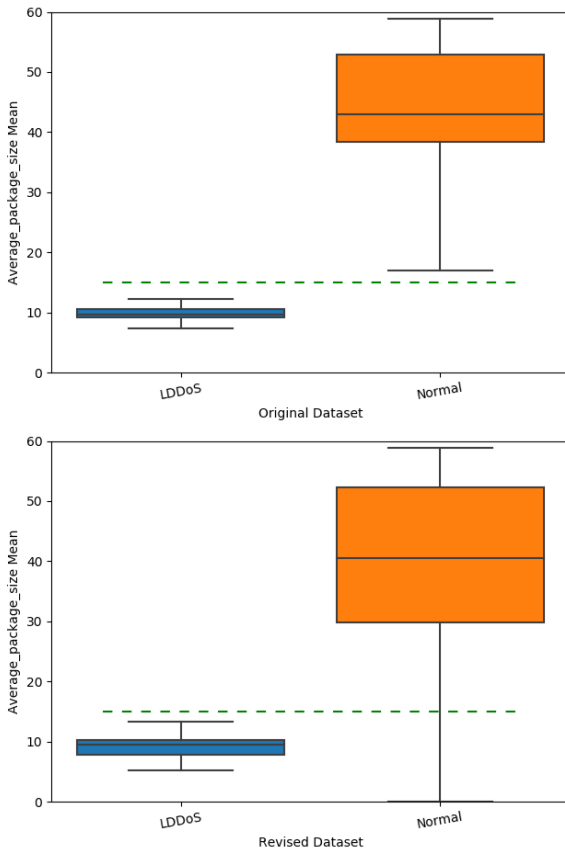 60
50
40
30
20
10
0
Average_package_size Mean
LDDoS
Normal
Original Dataset
60
50
40
30
20
10
0
Average_package_size Mean
LDDoS
Normal
Revised Dataset